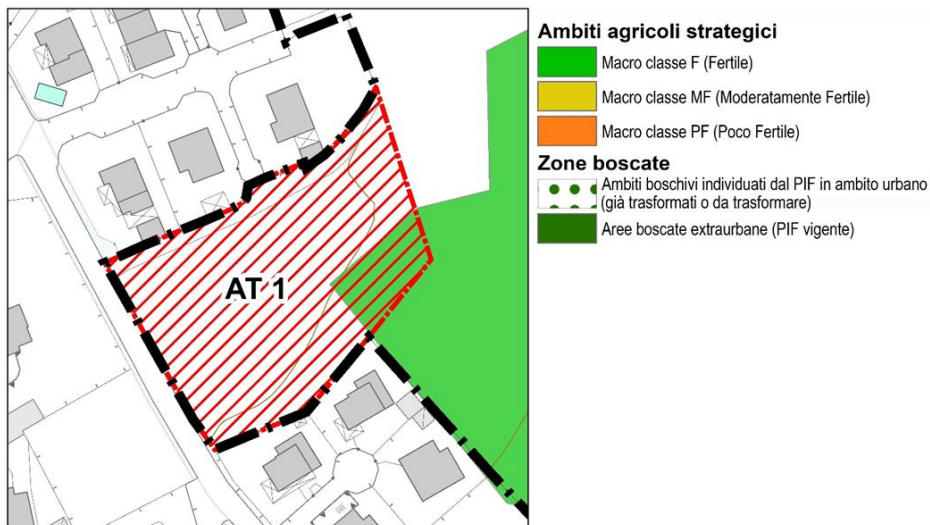 AT 1
Ambiti agricoli strategici
Macro classe F (Fertile)
Macro classe MF (Moderatamente Fertile)
Macro classe PF (Poco Fertile)
Zone boscate
Ambiti boschivi individuati dal PIF in ambito urbano
(già trasformati o da trasformare)
Aree boscate extraurbane (PIF vigente)